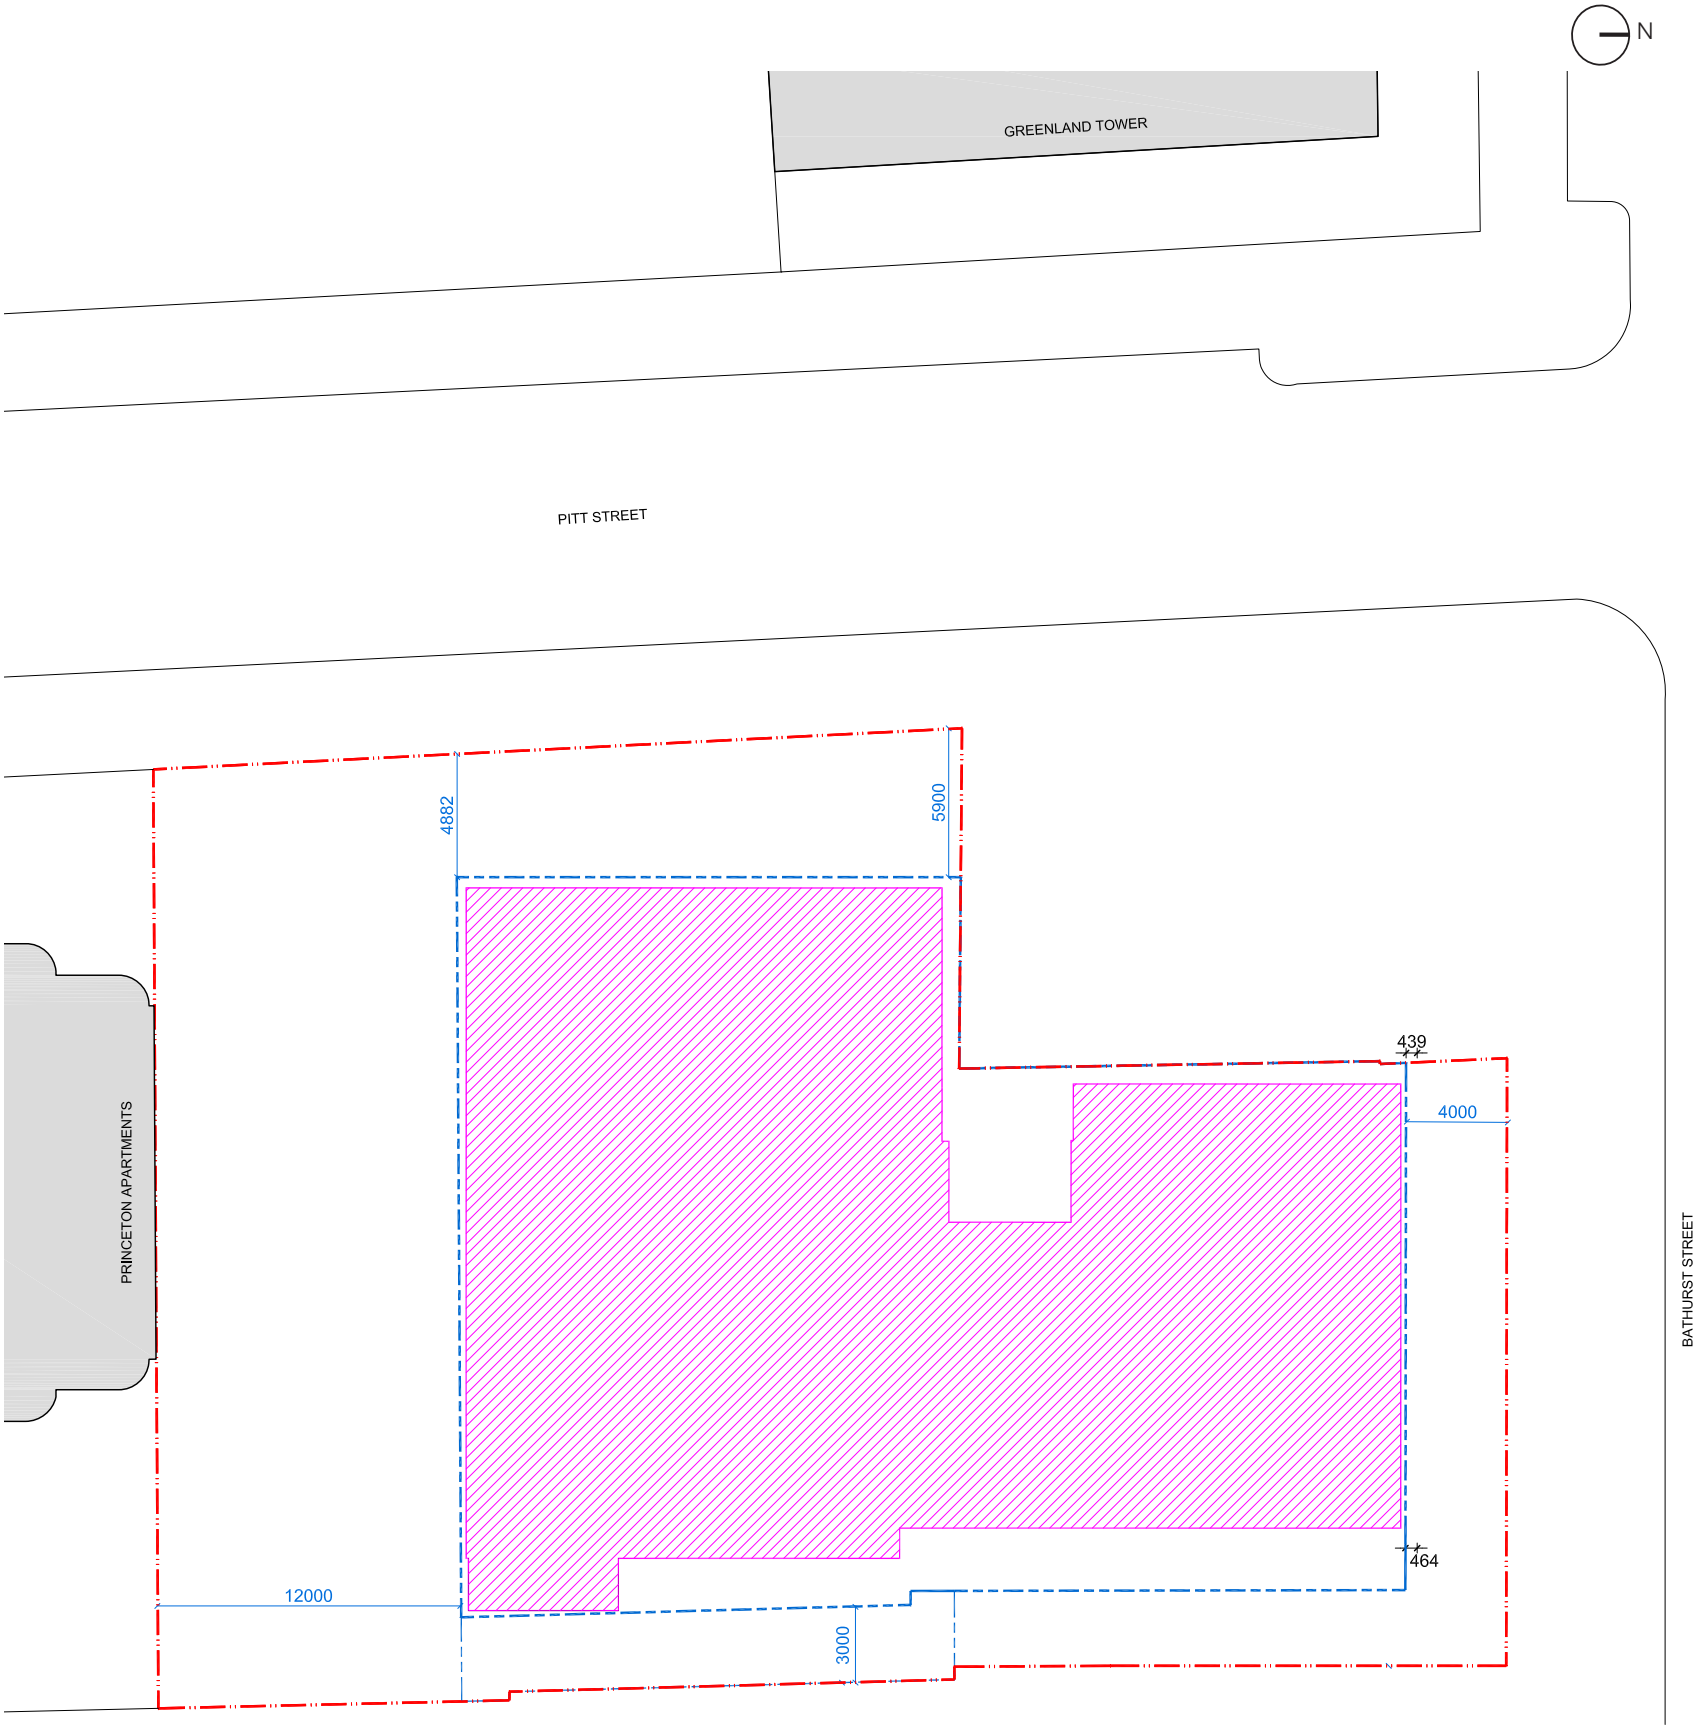 N
GREENLAND TOWER
PITT STREET
4882
5900
439
4000
PRINCETON APARTMENTS
BATHURST STREET
464
12000
3000